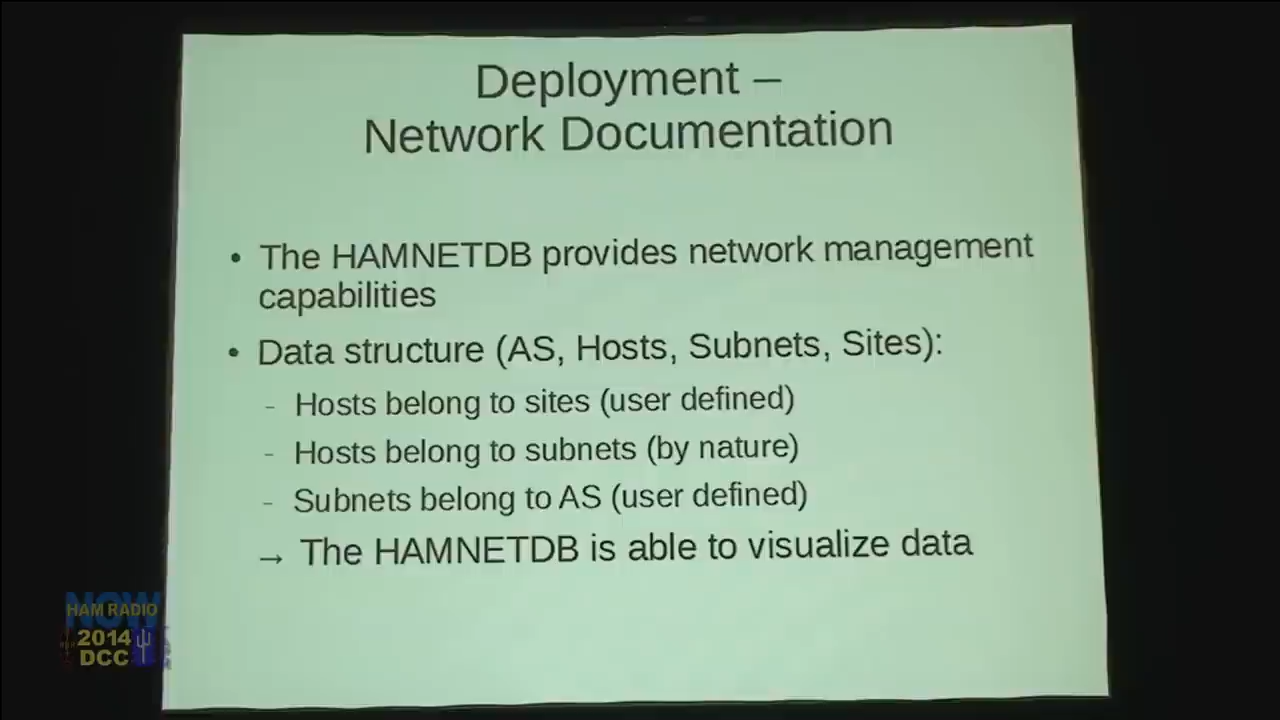 Deployment –
Network Documentation
• The HAMNETDB provides network management
capabilities
• Data structure (AS, Hosts, Subnets, Sites):
- Hosts belong to sites (user defined)
- Hosts belong to subnets (by nature)
- Subnets belong to AS (user defined)
→ The HAMNETDB is able to visualize data
NOW
HAM RADIO
2014
DCC